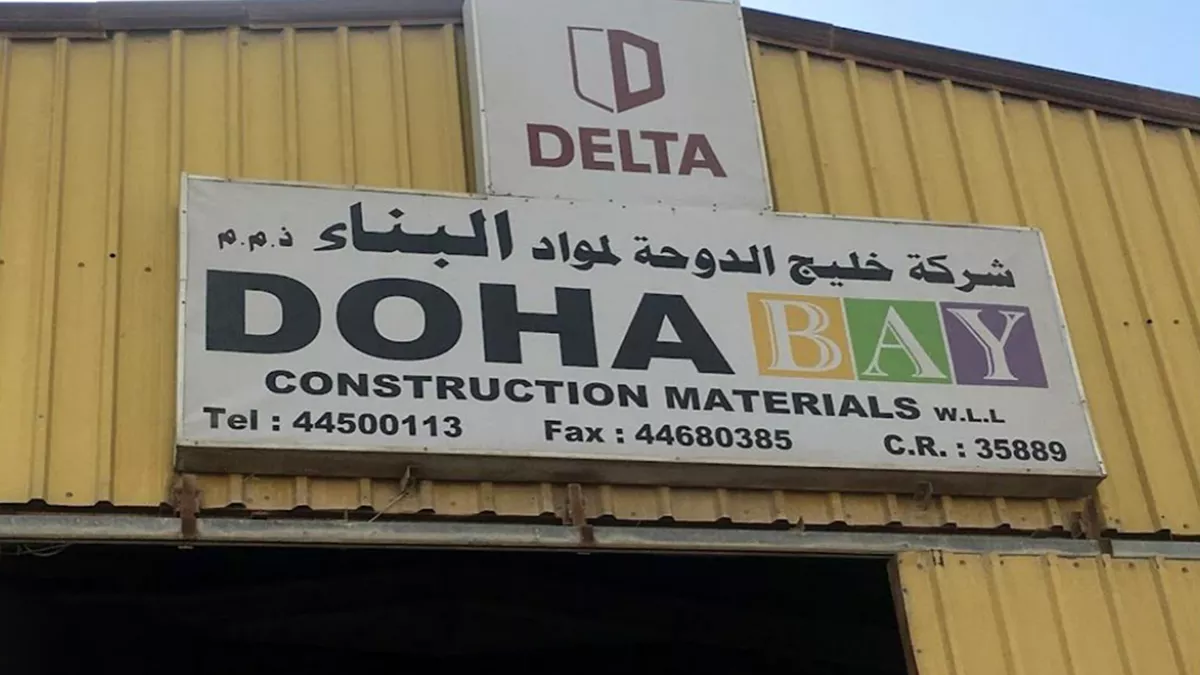 DELTA
شركة خليج الدوحة لمواد البناء ذ.م.م
DOHA BAY
CONSTRUCTION MATERIALS W.L.L
Tel : 44500113 Fax : 44680385 C.R. : 35889